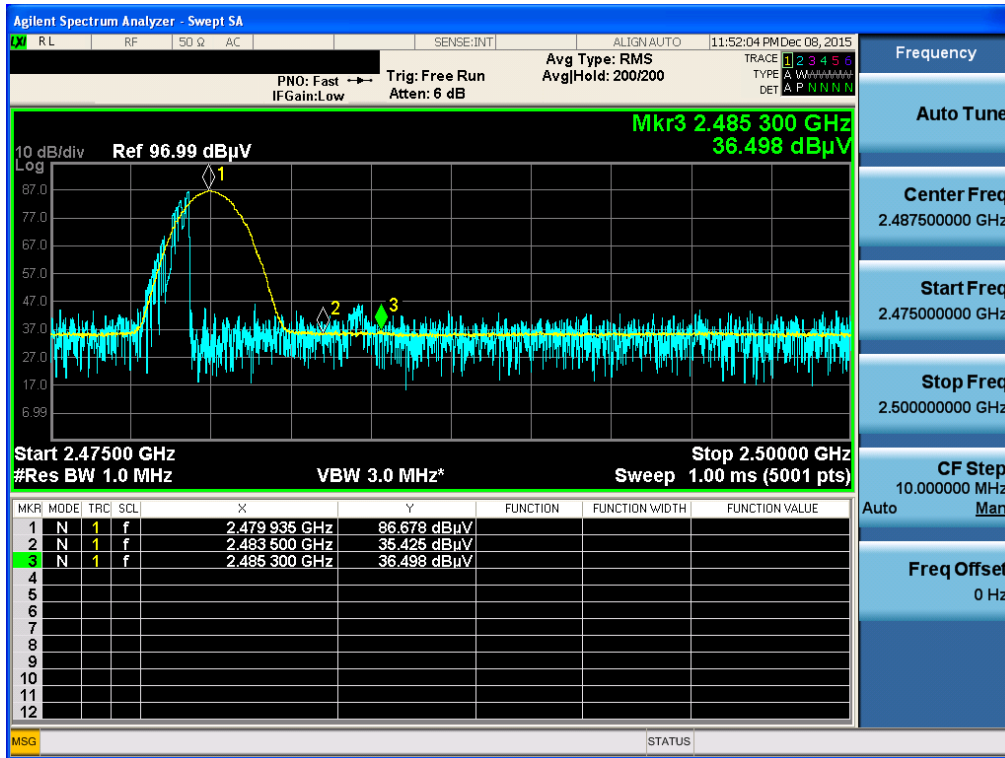 Agilent Spectrum Analyzer - Swept SA
LXI RL RF 50 Ω AC SENSE:INT ALIGN AUTO 11:52:04 PM Dec 08, 2015
Frequency
Avg Type: RMS TRACE 1 2 3 4 5 6
PNO: Fast Trig: Free Run Avg|Hold: 200/200 TYPE A WWWWWW
IFGain:Low Atten: 6 dB DET A P N N N N
Auto Tune
Mkr3 2.485 300 GHz
10 dB/div Ref 96.99 dBµV 36.498 dBµV
Log
1
87.0
Center Freq
2.487500000 GHz
77.0
67.0
57.0
Start Freq
2.475000000 GHz
47.0
2 3
37.0
27.0
Stop Freq
2.500000000 GHz
17.0
6.99
Start 2.47500 GHz Stop 2.50000 GHz
#Res BW 1.0 MHz VBW 3.0 MHz* Sweep 1.00 ms (5001 pts)
CF Step
10.000000 MHz
Auto Man
MKR MODE TRC SCL X Y FUNCTION FUNCTION WIDTH FUNCTION VALUE
1 N 1 f 2.479 935 GHz 86.678 dBµV
2 N 1 f 2.483 500 GHz 35.425 dBµV
3 N 1 f 2.485 300 GHz 36.498 dBµV
4
5
6
7
8
9
10
11
12
Freq Offset
0 Hz
MSG STATUS